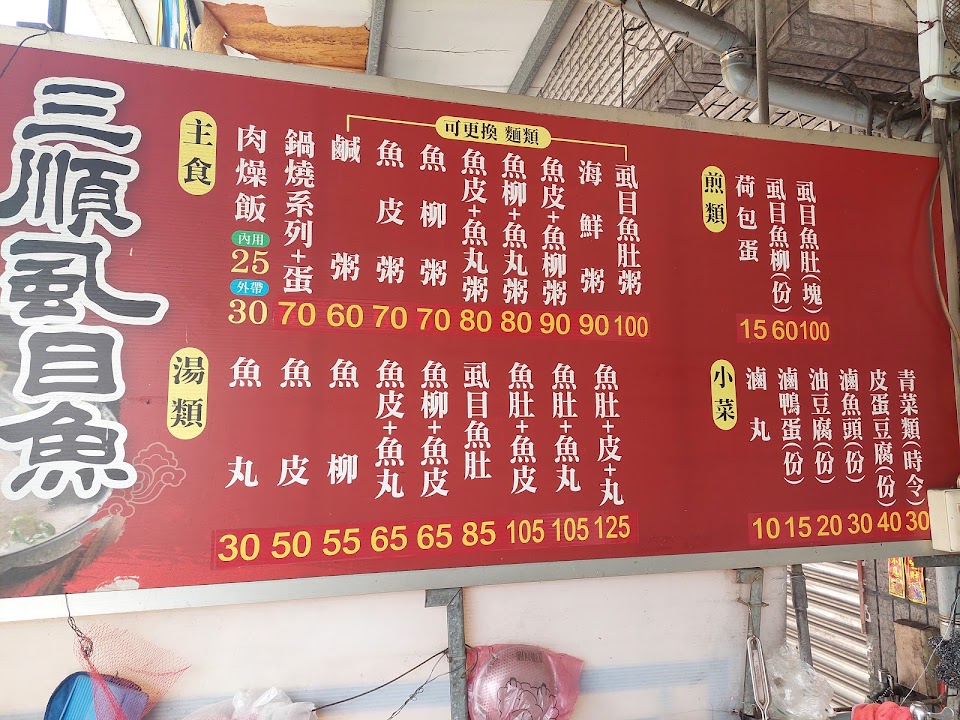 三順虱目魚
主食
可更換 麵類
肉燥飯 內用 25 外帶 30
鍋燒系列+蛋 70
鹹粥 60
魚皮粥 70
魚柳粥 70
魚皮+魚丸粥 80
魚柳+魚丸粥 80
魚皮+魚柳粥 90
海鮮粥 90
虱目魚肚粥 100
煎類
荷包蛋 15
虱目魚柳(份) 60
虱目魚肚(塊) 100
湯類
魚丸 30
魚皮 50
魚柳 55
魚皮+魚丸 65
魚柳+魚皮 65
虱目魚肚 85
魚肚+魚皮 105
魚肚+魚丸 105
魚肚+皮+丸 125
小菜
滷丸 10
滷鴨蛋(份) 15
油豆腐(份) 20
滷魚頭(份) 30
皮蛋豆腐(份) 40
青菜類(時令) 30